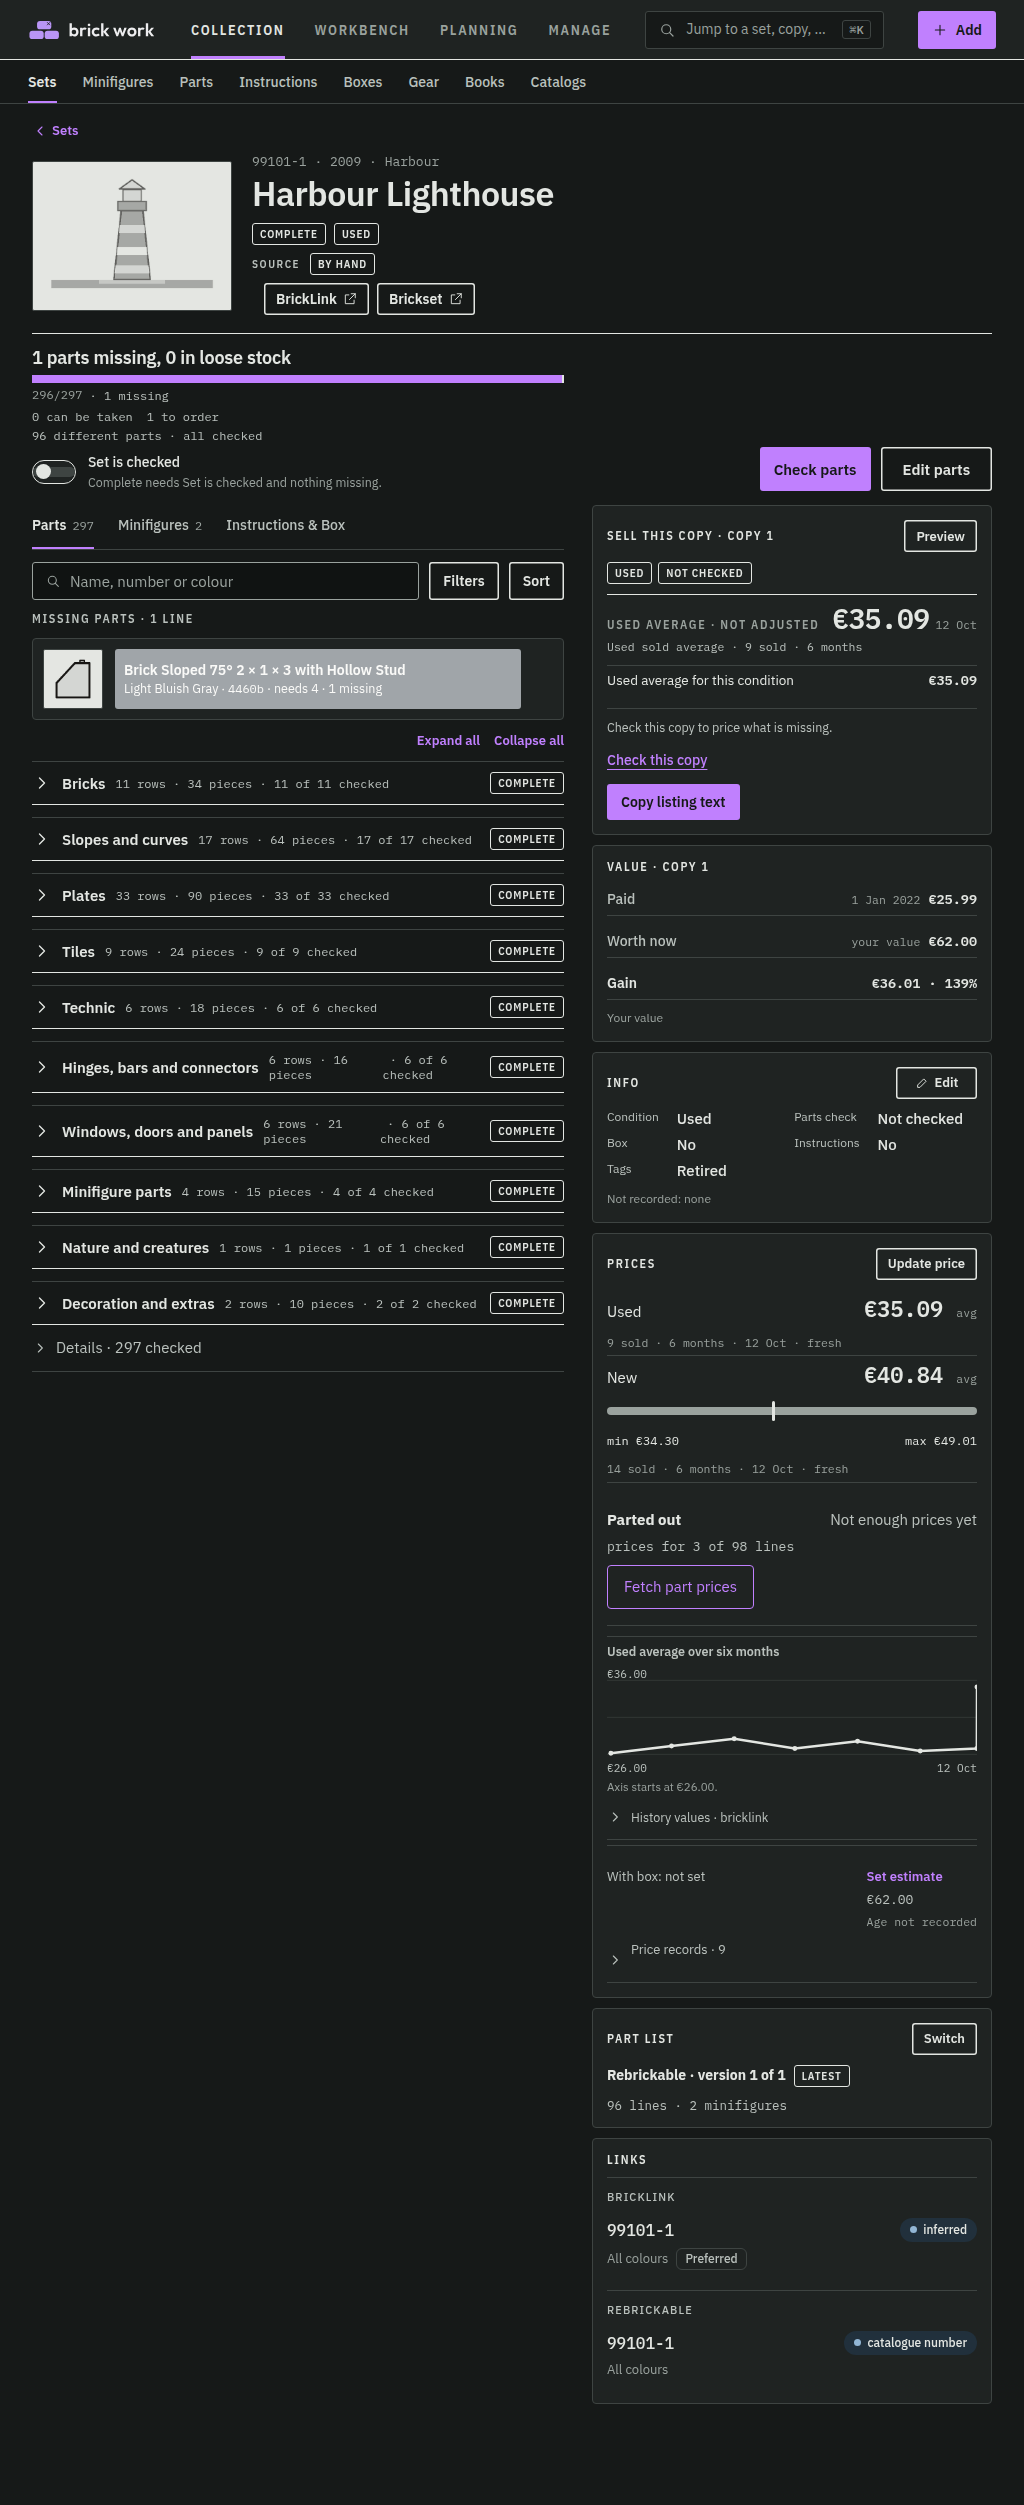 brick work
COLLECTION
WORKBENCH
PLANNING
MANAGE
Jump to a set, copy, ...
⌘K
Add
Sets
Minifigures
Parts
Instructions
Boxes
Gear
Books
Catalogs
Sets
99101-1 · 2009 · Harbour
Harbour Lighthouse
COMPLETE
USED
SOURCE
BY HAND
BrickLink
Brickset
1 parts missing, 0 in loose stock
296/297 · 1 missing
0 can be taken 1 to order
96 different parts · all checked
Set is checked
Complete needs Set is checked and nothing missing.
Check parts
Edit parts
Parts 297
Minifigures 2
Instructions & Box
Name, number or colour
Filters
Sort
MISSING PARTS · 1 LINE
Brick Sloped 75° 2 × 1 × 3 with Hollow Stud
Light Bluish Gray · 4460b · needs 4 · 1 missing
Expand all
Collapse all
Bricks 11 rows · 34 pieces · 11 of 11 checked COMPLETE
Slopes and curves 17 rows · 64 pieces · 17 of 17 checked COMPLETE
Plates 33 rows · 90 pieces · 33 of 33 checked COMPLETE
Tiles 9 rows · 24 pieces · 9 of 9 checked COMPLETE
Technic 6 rows · 18 pieces · 6 of 6 checked COMPLETE
Hinges, bars and connectors 6 rows · 16 pieces · 6 of 6 checked COMPLETE
Windows, doors and panels 6 rows · 21 pieces · 6 of 6 checked COMPLETE
Minifigure parts 4 rows · 15 pieces · 4 of 4 checked COMPLETE
Nature and creatures 1 rows · 1 pieces · 1 of 1 checked COMPLETE
Decoration and extras 2 rows · 10 pieces · 2 of 2 checked COMPLETE
Details · 297 checked
SELL THIS COPY · COPY 1
Preview
USED
NOT CHECKED
USED AVERAGE · NOT ADJUSTED €35.09 12 Oct
Used sold average · 9 sold · 6 months
Used average for this condition €35.09
Check this copy to price what is missing.
Check this copy
Copy listing text
VALUE · COPY 1
Paid 1 Jan 2022 €25.99
Worth now your value €62.00
Gain €36.01 · 139%
Your value
INFO
Edit
Condition Used
Parts check Not checked
Box No
Instructions No
Tags Retired
Not recorded: none
PRICES
Update price
Used €35.09 avg
9 sold · 6 months · 12 Oct · fresh
New €40.84 avg
min €34.30 max €49.01
14 sold · 6 months · 12 Oct · fresh
Parted out Not enough prices yet
prices for 3 of 98 lines
Fetch part prices
Used average over six months
€36.00
€26.00 12 Oct
Axis starts at €26.00.
History values · bricklink
With box: not set
Set estimate
€62.00
Age not recorded
Price records · 9
PART LIST
Switch
Rebrickable · version 1 of 1 LATEST
96 lines · 2 minifigures
LINKS
BRICKLINK
99101-1 inferred
All colours Preferred
REBRICKABLE
99101-1 catalogue number
All colours